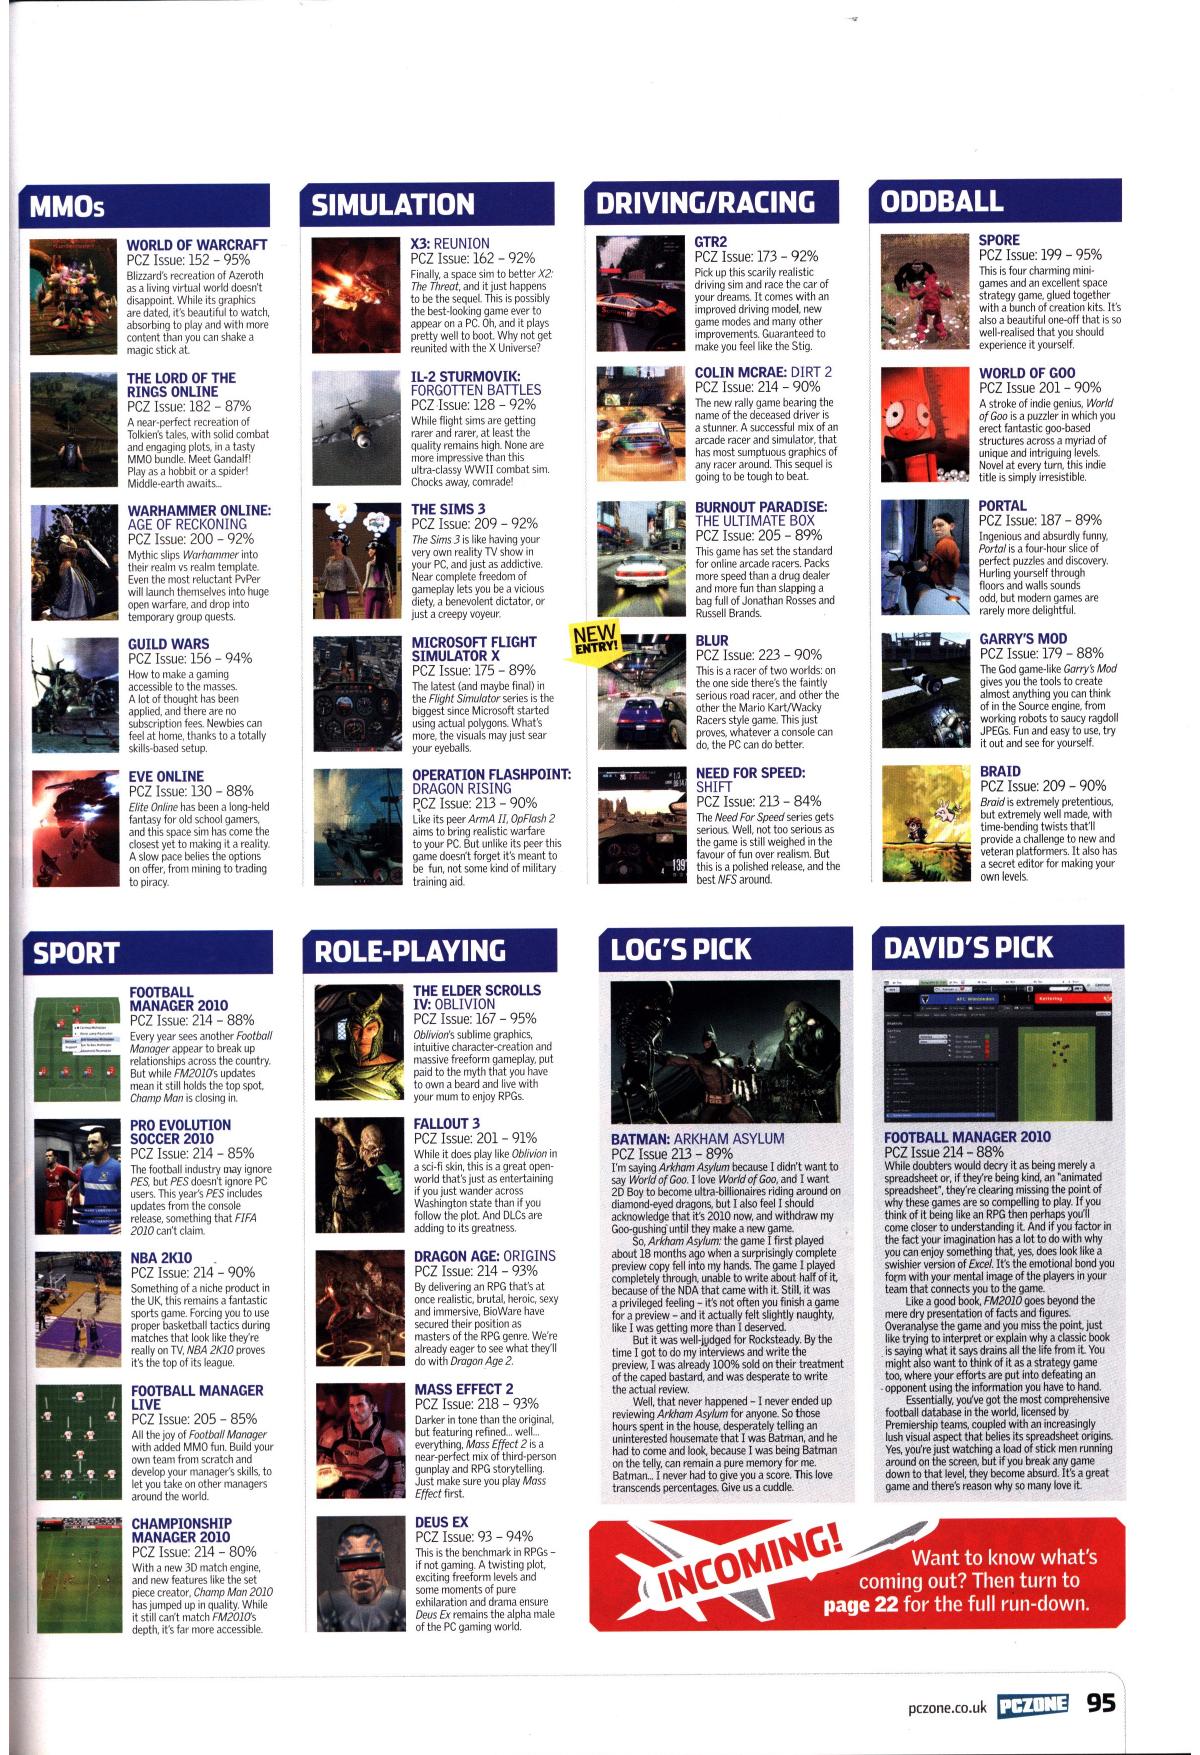 MMOs
WORLD OF WARCRAFT
PCZ Issue: 152 – 95%
Blizzard's recreation of Azeroth
as a living virtual world doesn't
disappoint. While its graphics
are dated, it's beautiful to watch,
absorbing to play and with more
content than you can shake a
magic stick at.
THE LORD OF THE
RINGS ONLINE
PCZ Issue: 182 – 87%
A near-perfect recreation of
Tolkien's tales, with solid combat
and engaging plots, in a tasty
MMO bundle. Meet Gandalf!
Play as a hobbit or a spider!
Middle-earth awaits...
WARHAMMER ONLINE:
AGE OF RECKONING
PCZ Issue: 200 – 92%
Mythic slips Warhammer into
their realm vs realm template.
Even the most reluctant PvPer
will launch themselves into huge
open warfare, and drop into
temporary group quests.
GUILD WARS
PCZ Issue: 156 – 94%
How to make a gaming
accessible to the masses.
A lot of thought has been
applied, and there are no
subscription fees. Newbies can
feel at home, thanks to a totally
skills-based setup.
EVE ONLINE
PCZ Issue: 130 – 88%
Elite Online has been a long-held
fantasy for old school gamers,
and this space sim has come the
closest yet to making it a reality.
A slow pace belies the options
on offer, from mining to trading
to piracy.
SIMULATION
X3: REUNION
PCZ Issue: 162 – 92%
Finally, a space sim to better X2:
The Threat, and it just happens
to be the sequel. This is possibly
the best-looking game ever to
appear on a PC. Oh, and it plays
pretty well to boot. Why not get
reunited with the X Universe?
IL-2 STURMOVIK:
FORGOTTEN BATTLES
PCZ Issue: 128 – 92%
While flight sims are getting
rarer and rarer, at least the
quality remains high. None are
more impressive than this
ultra-classy WWII combat sim.
Chocks away, comrade!
THE SIMS 3
PCZ Issue: 209 – 92%
The Sims 3 is like having your
very own reality TV show in
your PC, and just as addictive.
Near complete freedom of
gameplay lets you be a vicious
diety, a benevolent dictator, or
just a creepy voyeur.
MICROSOFT FLIGHT
SIMULATOR X
PCZ Issue: 175 – 89%
The latest (and maybe final) in
the Flight Simulator series is the
biggest since Microsoft started
using actual polygons. What's
more, the visuals may just sear
your eyeballs.
OPERATION FLASHPOINT:
DRAGON RISING
PCZ Issue: 213 – 90%
Like its peer ArmA II, OpFlash 2
aims to bring realistic warfare
to your PC. But unlike its peer this
game doesn't forget it's meant to
be fun, not some kind of military
training aid.
DRIVING/RACING
GTR2
PCZ Issue: 173 – 92%
Pick up this scarily realistic
driving sim and race the car of
your dreams. It comes with an
improved driving model, new
game modes and many other
improvements. Guaranteed to
make you feel like the Stig.
COLIN MCRAE: DIRT 2
PCZ Issue: 214 – 90%
The new rally game bearing the
name of the deceased driver is
a stunner. A successful mix of an
arcade racer and simulator, that
has most sumptuous graphics of
any racer around. This sequel is
going to be tough to beat.
BURNOUT PARADISE:
THE ULTIMATE BOX
PCZ Issue: 205 – 89%
This game has set the standard
for online arcade racers. Packs
more speed than a drug dealer
and more fun than slapping a
bag full of Jonathan Rosses and
Russell Brands.
NEW
ENTRY!
BLUR
PCZ Issue: 223 – 90%
This is a racer of two worlds: on
the one side there's the faintly
serious road racer, and other the
other the Mario Kart/Wacky
Racers style game. This just
proves, whatever a console can
do, the PC can do better.
NEED FOR SPEED:
SHIFT
PCZ Issue: 213 – 84%
The Need For Speed series gets
serious. Well, not too serious as
the game is still weighed in the
favour of fun over realism. But
this is a polished release, and the
best NFS around.
139
ODDBALL
SPORE
PCZ Issue: 199 – 95%
This is four charming mini-
games and an excellent space
strategy game, glued together
with a bunch of creation kits. It's
also a beautiful one-off that is so
well-realised that you should
experience it yourself.
WORLD OF GOO
PCZ Issue 201 – 90%
A stroke of indie genius, World
of Goo is a puzzler in which you
erect fantastic goo-based
structures across a myriad of
unique and intriguing levels.
Novel at every turn, this indie
title is simply irresistible.
PORTAL
PCZ Issue: 187 – 89%
Ingenious and absurdly funny,
Portal is a four-hour slice of
perfect puzzles and discovery.
Hurling yourself through
floors and walls sounds
odd, but modern games are
rarely more delightful.
GARRY'S MOD
PCZ Issue: 179 – 88%
The God game-like Garry's Mod
gives you the tools to create
almost anything you can think
of in the Source engine, from
working robots to saucy ragdoll
JPEGs. Fun and easy to use, try
it out and see for yourself.
BRAID
PCZ Issue: 209 – 90%
Braid is extremely pretentious,
but extremely well made, with
time-bending twists that'll
provide a challenge to new and
veteran platformers. It also has
a secret editor for making your
own levels.
SPORT
FOOTBALL
MANAGER 2010
PCZ Issue: 214 – 88%
Every year sees another Football
Manager appear to break up
relationships across the country.
But while FM2010's updates
mean it still holds the top spot,
Champ Man is closing in.
PRO EVOLUTION
SOCCER 2010
PCZ Issue: 214 – 85%
The football industry may ignore
PES, but PES doesn't ignore PC
users. This year's PES includes
updates from the console
release, something that FIFA
2010 can't claim.
NBA 2K10
PCZ Issue: 214 – 90%
Something of a niche product in
the UK, this remains a fantastic
sports game. Forcing you to use
proper basketball tactics during
matches that look like they're
really on TV, NBA 2K10 proves
it's the top of its league.
FOOTBALL MANAGER
LIVE
PCZ Issue: 205 – 85%
All the joy of Football Manager
with added MMO fun. Build your
own team from scratch and
develop your manager's skills, to
let you take on other managers
around the world.
CHAMPIONSHIP
MANAGER 2010
PCZ Issue: 214 – 80%
With a new 3D match engine,
and new features like the set
piece creator, Champ Man 2010
has jumped up in quality. While
it still can't match FM2010's
depth, it's far more accessible.
ROLE-PLAYING
THE ELDER SCROLLS
IV: OBLIVION
PCZ Issue: 167 – 95%
Oblivion's sublime graphics,
intuitive character-creation and
massive freeform gameplay, put
paid to the myth that you have
to own a beard and live with
your mum to enjoy RPGs.
FALLOUT 3
PCZ Issue: 201 – 91%
While it does play like Oblivion in
a sci-fi skin, this is a great open-
world that's just as entertaining
if you just wander across
Washington state than if you
follow the plot. And DLCs are
adding to its greatness.
DRAGON AGE: ORIGINS
PCZ Issue: 214 – 93%
By delivering an RPG that's at
once realistic, brutal, heroic, sexy
and immersive, BioWare have
secured their position as
masters of the RPG genre. We're
already eager to see what they'll
do with Dragon Age 2.
MASS EFFECT 2
PCZ Issue: 218 – 93%
Darker in tone than the original,
but featuring refined... well...
everything, Mass Effect 2 is a
near-perfect mix of third-person
gunplay and RPG storytelling.
Just make sure you play Mass
Effect first.
DEUS EX
PCZ Issue: 93 – 94%
This is the benchmark in RPGs –
if not gaming. A twisting plot,
exciting freeform levels and
some moments of pure
exhilaration and drama ensure
Deus Ex remains the alpha male
of the PC gaming world.
LOG'S PICK
BATMAN: ARKHAM ASYLUM
PCZ Issue 213 – 89%
I'm saying Arkham Asylum because I didn't want to
say World of Goo. I love World of Goo, and I want
2D Boy to become ultra-billionaires riding around on
diamond-eyed dragons, but I also feel I should
acknowledge that it's 2010 now, and withdraw my
Goo-gushing until they make a new game.
So, Arkham Asylum: the game I first played
about 18 months ago when a surprisingly complete
preview copy fell into my hands. The game I played
completely through, unable to write about half of it,
because of the NDA that came with it. Still, it was
a privileged feeling – it's not often you finish a game
for a preview – and it actually felt slightly naughty,
like I was getting more than I deserved.
But it was well-judged for Rocksteady. By the
time I got to do my interviews and write the
preview, I was already 100% sold on their treatment
of the caped bastard, and was desperate to write
the actual review.
Well, that never happened – I never ended up
reviewing Arkham Asylum for anyone. So those
hours spent in the house, desperately telling an
uninterested housemate that I was Batman, and he
had to come and look, because I was being Batman
on the telly, can remain a pure memory for me.
Batman... I never had to give you a score. This love
transcends percentages. Give us a cuddle.
DAVID'S PICK
AFC Wimbledon
Kettering
FOOTBALL MANAGER 2010
PCZ Issue 214 – 88%
While doubters would decry it as being merely a
spreadsheet or, if they're being kind, an "animated
spreadsheet", they're clearing missing the point of
why these games are so compelling to play. If you
think of it being like an RPG then perhaps you'll
come closer to understanding it. And if you factor in
the fact your imagination has a lot to do with why
you can enjoy something that, yes, does look like a
swishier version of Excel. It's the emotional bond you
form with your mental image of the players in your
team that connects you to the game.
Like a good book, FM2010 goes beyond the
mere dry presentation of facts and figures.
Overanalyse the game and you miss the point, just
like trying to interpret or explain why a classic book
is saying what it says drains all the life from it. You
might also want to think of it as a strategy game
too, where your efforts are put into defeating an
opponent using the information you have to hand.
Essentially, you've got the most comprehensive
football database in the world, licensed by
Premiership teams, coupled with an increasingly
lush visual aspect that belies its spreadsheet origins.
Yes, you're just watching a load of stick men running
around on the screen, but if you break any game
down to that level, they become absurd. It's a great
game and there's reason why so many love it.
INCOMING!
Want to know what's
coming out? Then turn to
page 22 for the full run-down.
pczone.co.uk PCZONE 95